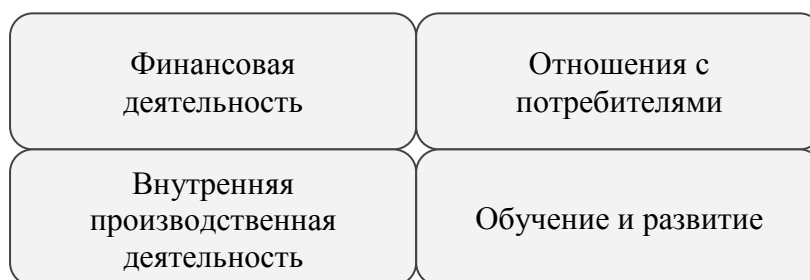 Финансовая
деятельность
Отношения с
потребителями
Внутренняя
производственная
деятельность
Обучение и развитие